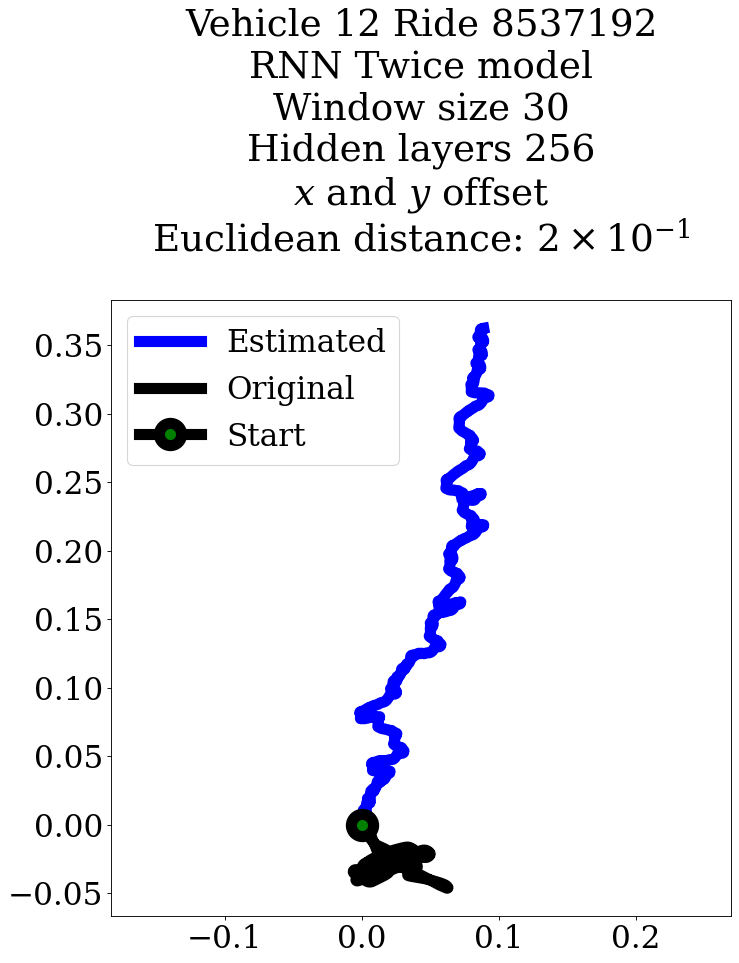 Vehicle 12 Ride 8537192
RNN Twice model
Window size 30
Hidden layers 256
x and y offset
Euclidean distance: 2 × 10⁻¹
Estimated
Original
Start
0.35
0.30
0.25
0.20
0.15
0.10
0.05
0.00
−0.05
−0.1 0.0 0.1 0.2